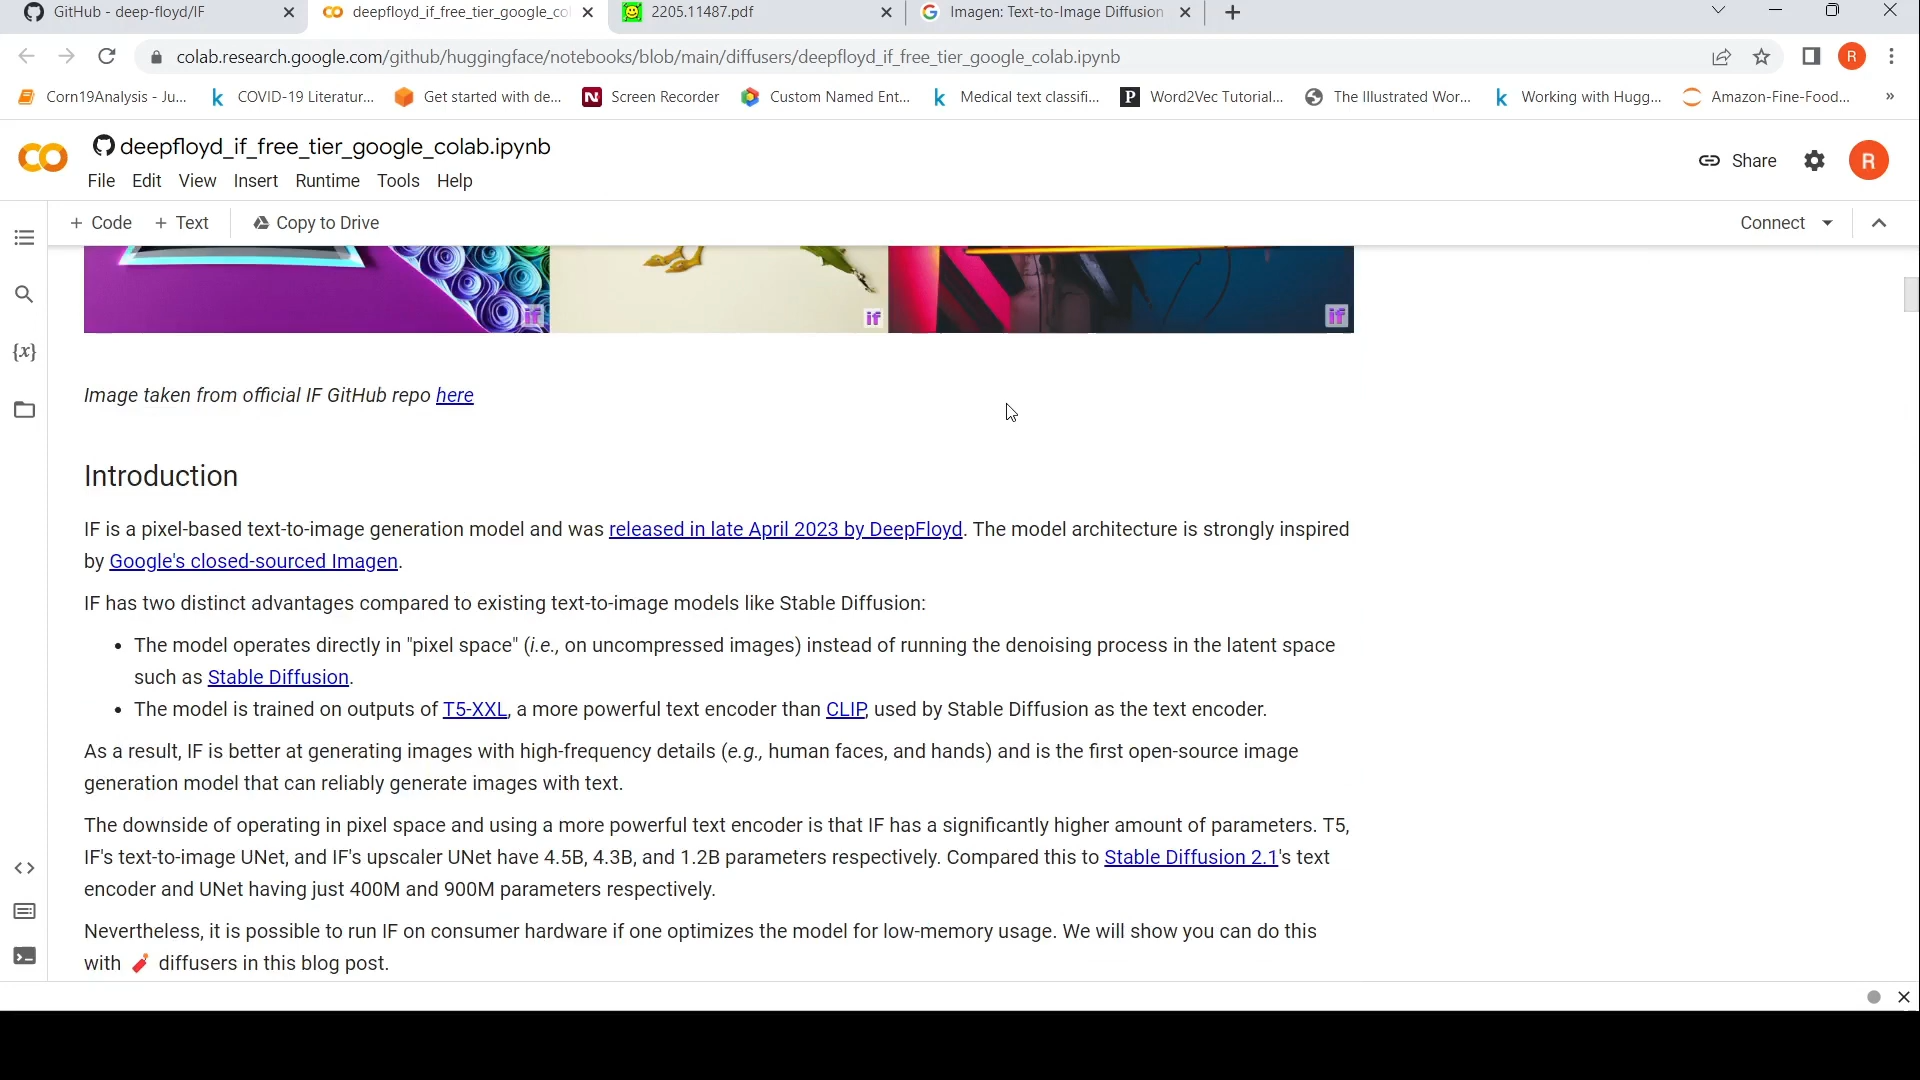 GitHub - deep-floyd/IF
deepfloyd_if_free_tier_google_co
2205.11487.pdf
Imagen: Text-to-Image Diffusion
colab.research.google.com/github/huggingface/notebooks/blob/main/diffusers/deepfloyd_if_free_tier_google_colab.ipynb
R
Corn19Analysis - Ju...
COVID-19 Literatur...
Get started with de...
Screen Recorder
Custom Named Ent...
Medical text classifi...
Word2Vec Tutorial...
The Illustrated Wor...
Working with Hugg...
Amazon-Fine-Food...
»
deepfloyd_if_free_tier_google_colab.ipynb
File Edit View Insert Runtime Tools Help
Share
R
+ Code + Text
Copy to Drive
Connect
{x}
if
if
if
Image taken from official IF GitHub repo here
Introduction
IF is a pixel-based text-to-image generation model and was released in late April 2023 by DeepFloyd. The model architecture is strongly inspired
by Google's closed-sourced Imagen.
IF has two distinct advantages compared to existing text-to-image models like Stable Diffusion:
• The model operates directly in "pixel space" (i.e., on uncompressed images) instead of running the denoising process in the latent space
such as Stable Diffusion.
• The model is trained on outputs of T5-XXL, a more powerful text encoder than CLIP, used by Stable Diffusion as the text encoder.
As a result, IF is better at generating images with high-frequency details (e.g., human faces, and hands) and is the first open-source image
generation model that can reliably generate images with text.
The downside of operating in pixel space and using a more powerful text encoder is that IF has a significantly higher amount of parameters. T5,
IF's text-to-image UNet, and IF's upscaler UNet have 4.5B, 4.3B, and 1.2B parameters respectively. Compared this to Stable Diffusion 2.1's text
encoder and UNet having just 400M and 900M parameters respectively.
Nevertheless, it is possible to run IF on consumer hardware if one optimizes the model for low-memory usage. We will show you can do this
with 🧨 diffusers in this blog post.